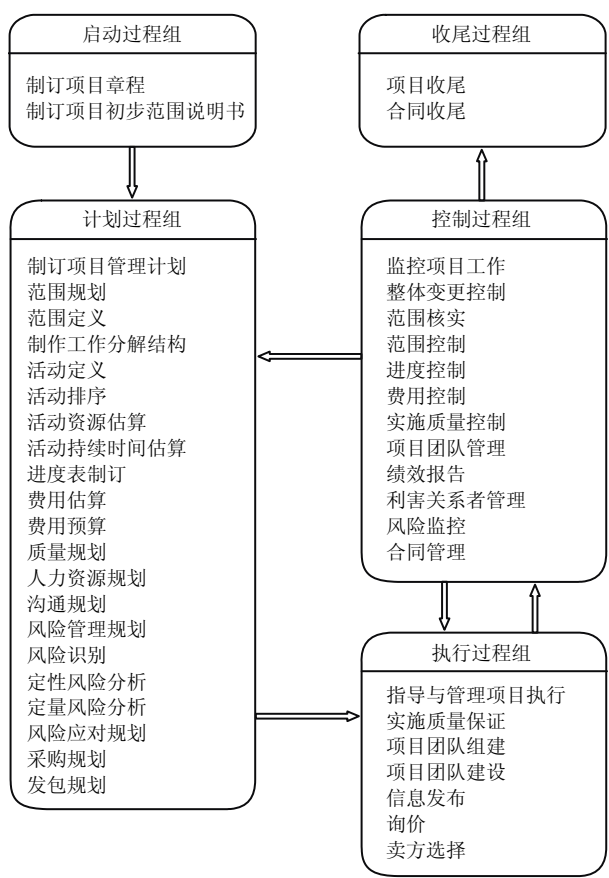 启动过程组
制订项目章程
制订项目初步范围说明书
收尾过程组
项目收尾
合同收尾
计划过程组
制订项目管理计划
范围规划
范围定义
制作工作分解结构
活动定义
活动排序
活动资源估算
活动持续时间估算
进度表制订
费用估算
费用预算
质量规划
人力资源规划
沟通规划
风险管理规划
风险识别
定性风险分析
定量风险分析
风险应对规划
采购规划
发包规划
控制过程组
监控项目工作
整体变更控制
范围核实
范围控制
进度控制
费用控制
实施质量控制
项目团队管理
绩效报告
利害关系者管理
风险监控
合同管理
执行过程组
指导与管理项目执行
实施质量保证
项目团队组建
项目团队建设
信息发布
询价
卖方选择